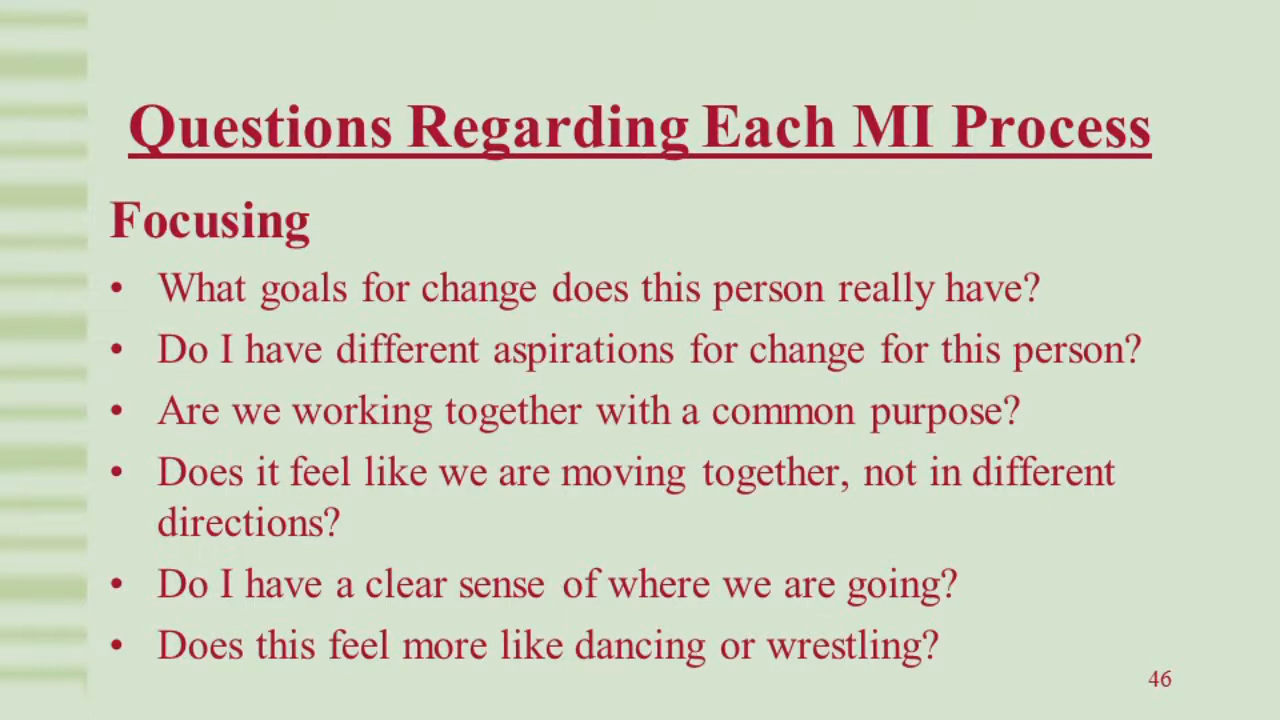 Questions Regarding Each MI Process
Focusing
• What goals for change does this person really have?
• Do I have different aspirations for change for this person?
• Are we working together with a common purpose?
• Does it feel like we are moving together, not in different
directions?
• Do I have a clear sense of where we are going?
• Does this feel more like dancing or wrestling?
46